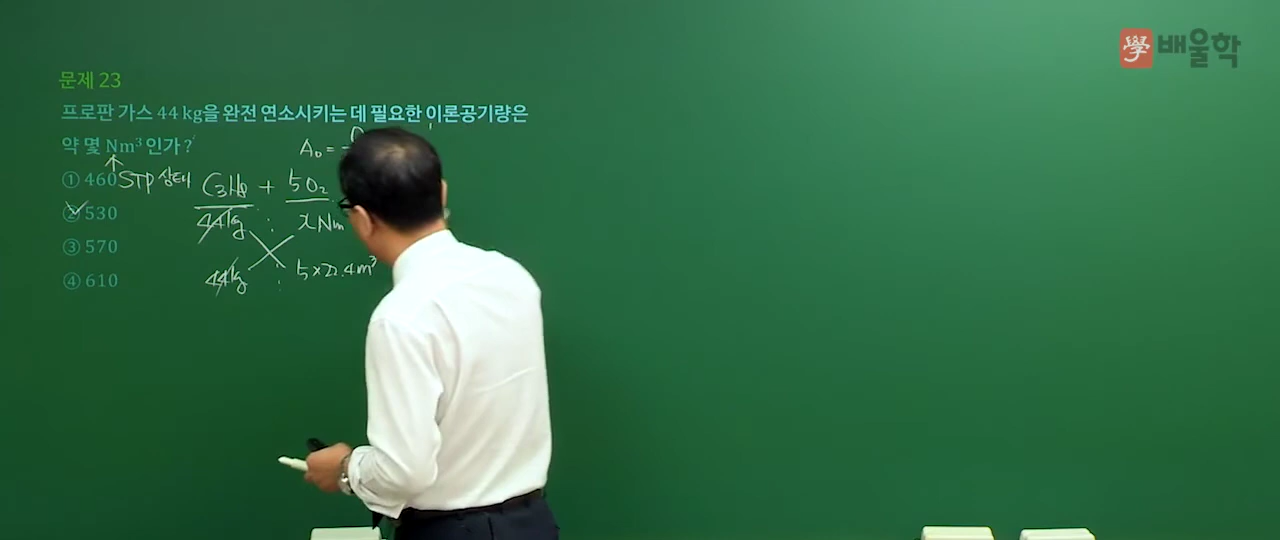 學 배울학
문제 23
프로판 가스 44 kg을 완전 연소시키는 데 필요한 이론공기량은
약 몇 Nm³ 인가 ?
A₀ =
① 460
② 530
③ 570
④ 610
STP 상태
C₃H₈ + 5O₂
44kg : xNm
44kg : 5×22.4m³